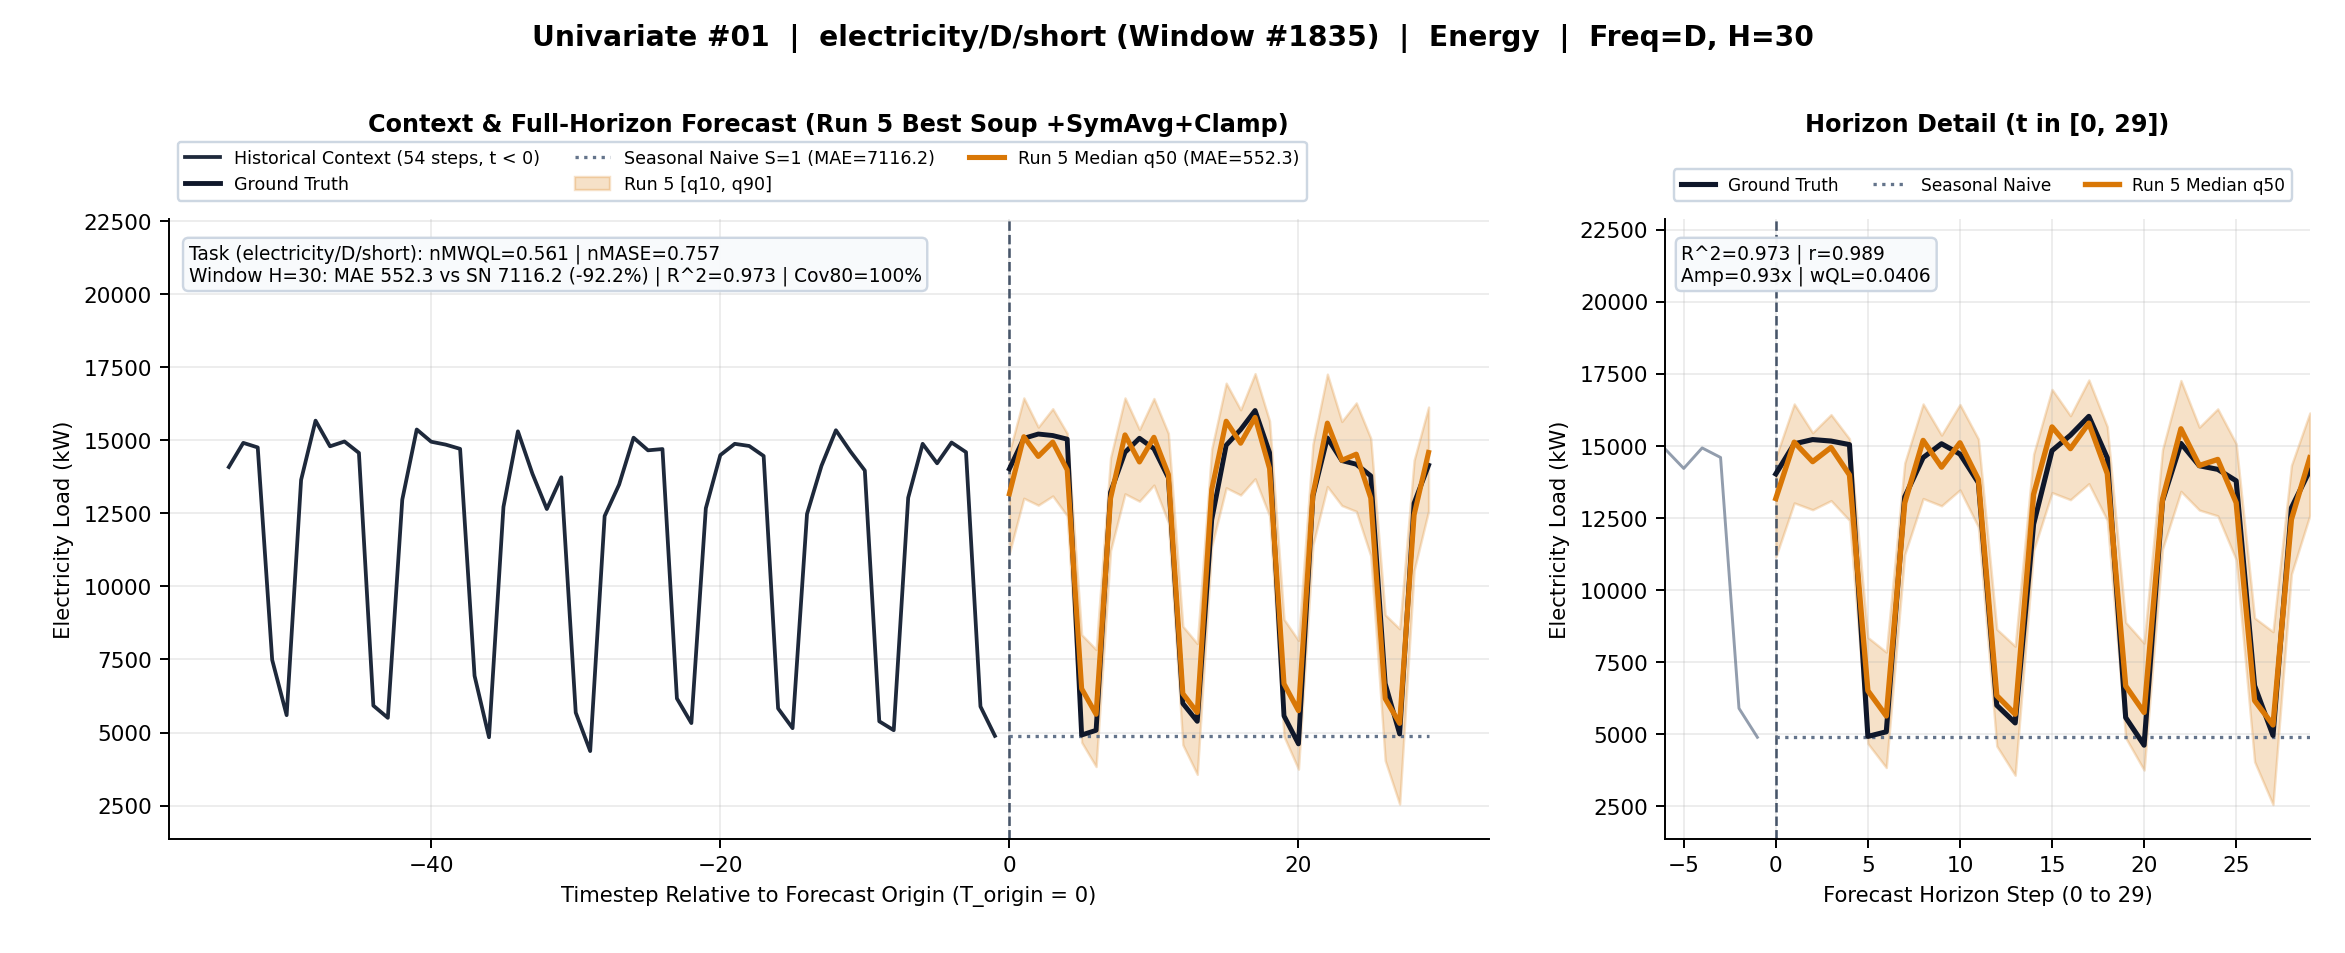 Univariate #01 | electricity/D/short (Window #1835) | Energy | Freq=D, H=30
Context & Full-Horizon Forecast (Run 5 Best Soup +SymAvg+Clamp)
Historical Context (54 steps, t < 0)
Ground Truth
Seasonal Naive S=1 (MAE=7116.2)
Run 5 [q10, q90]
Run 5 Median q50 (MAE=552.3)
Task (electricity/D/short): nMWQL=0.561 | nMASE=0.757
Window H=30: MAE 552.3 vs SN 7116.2 (-92.2%) | R^2=0.973 | Cov80=100%
22500
20000
17500
15000
12500
10000
7500
5000
2500
Electricity Load (kW)
−40
−20
0
20
Timestep Relative to Forecast Origin (T_origin = 0)
Horizon Detail (t in [0, 29])
Ground Truth
Seasonal Naive
Run 5 Median q50
R^2=0.973 | r=0.989
Amp=0.93x | wQL=0.0406
22500
20000
17500
15000
12500
10000
7500
5000
2500
Electricity Load (kW)
−5
0
5
10
15
20
25
Forecast Horizon Step (0 to 29)